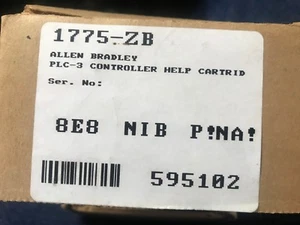 1775-ZB
ALLEN BRADLEY
PLC-3 CONTROLLER HELP CARTRID
Ser. No:
8E8 NIB P!NA!
595102